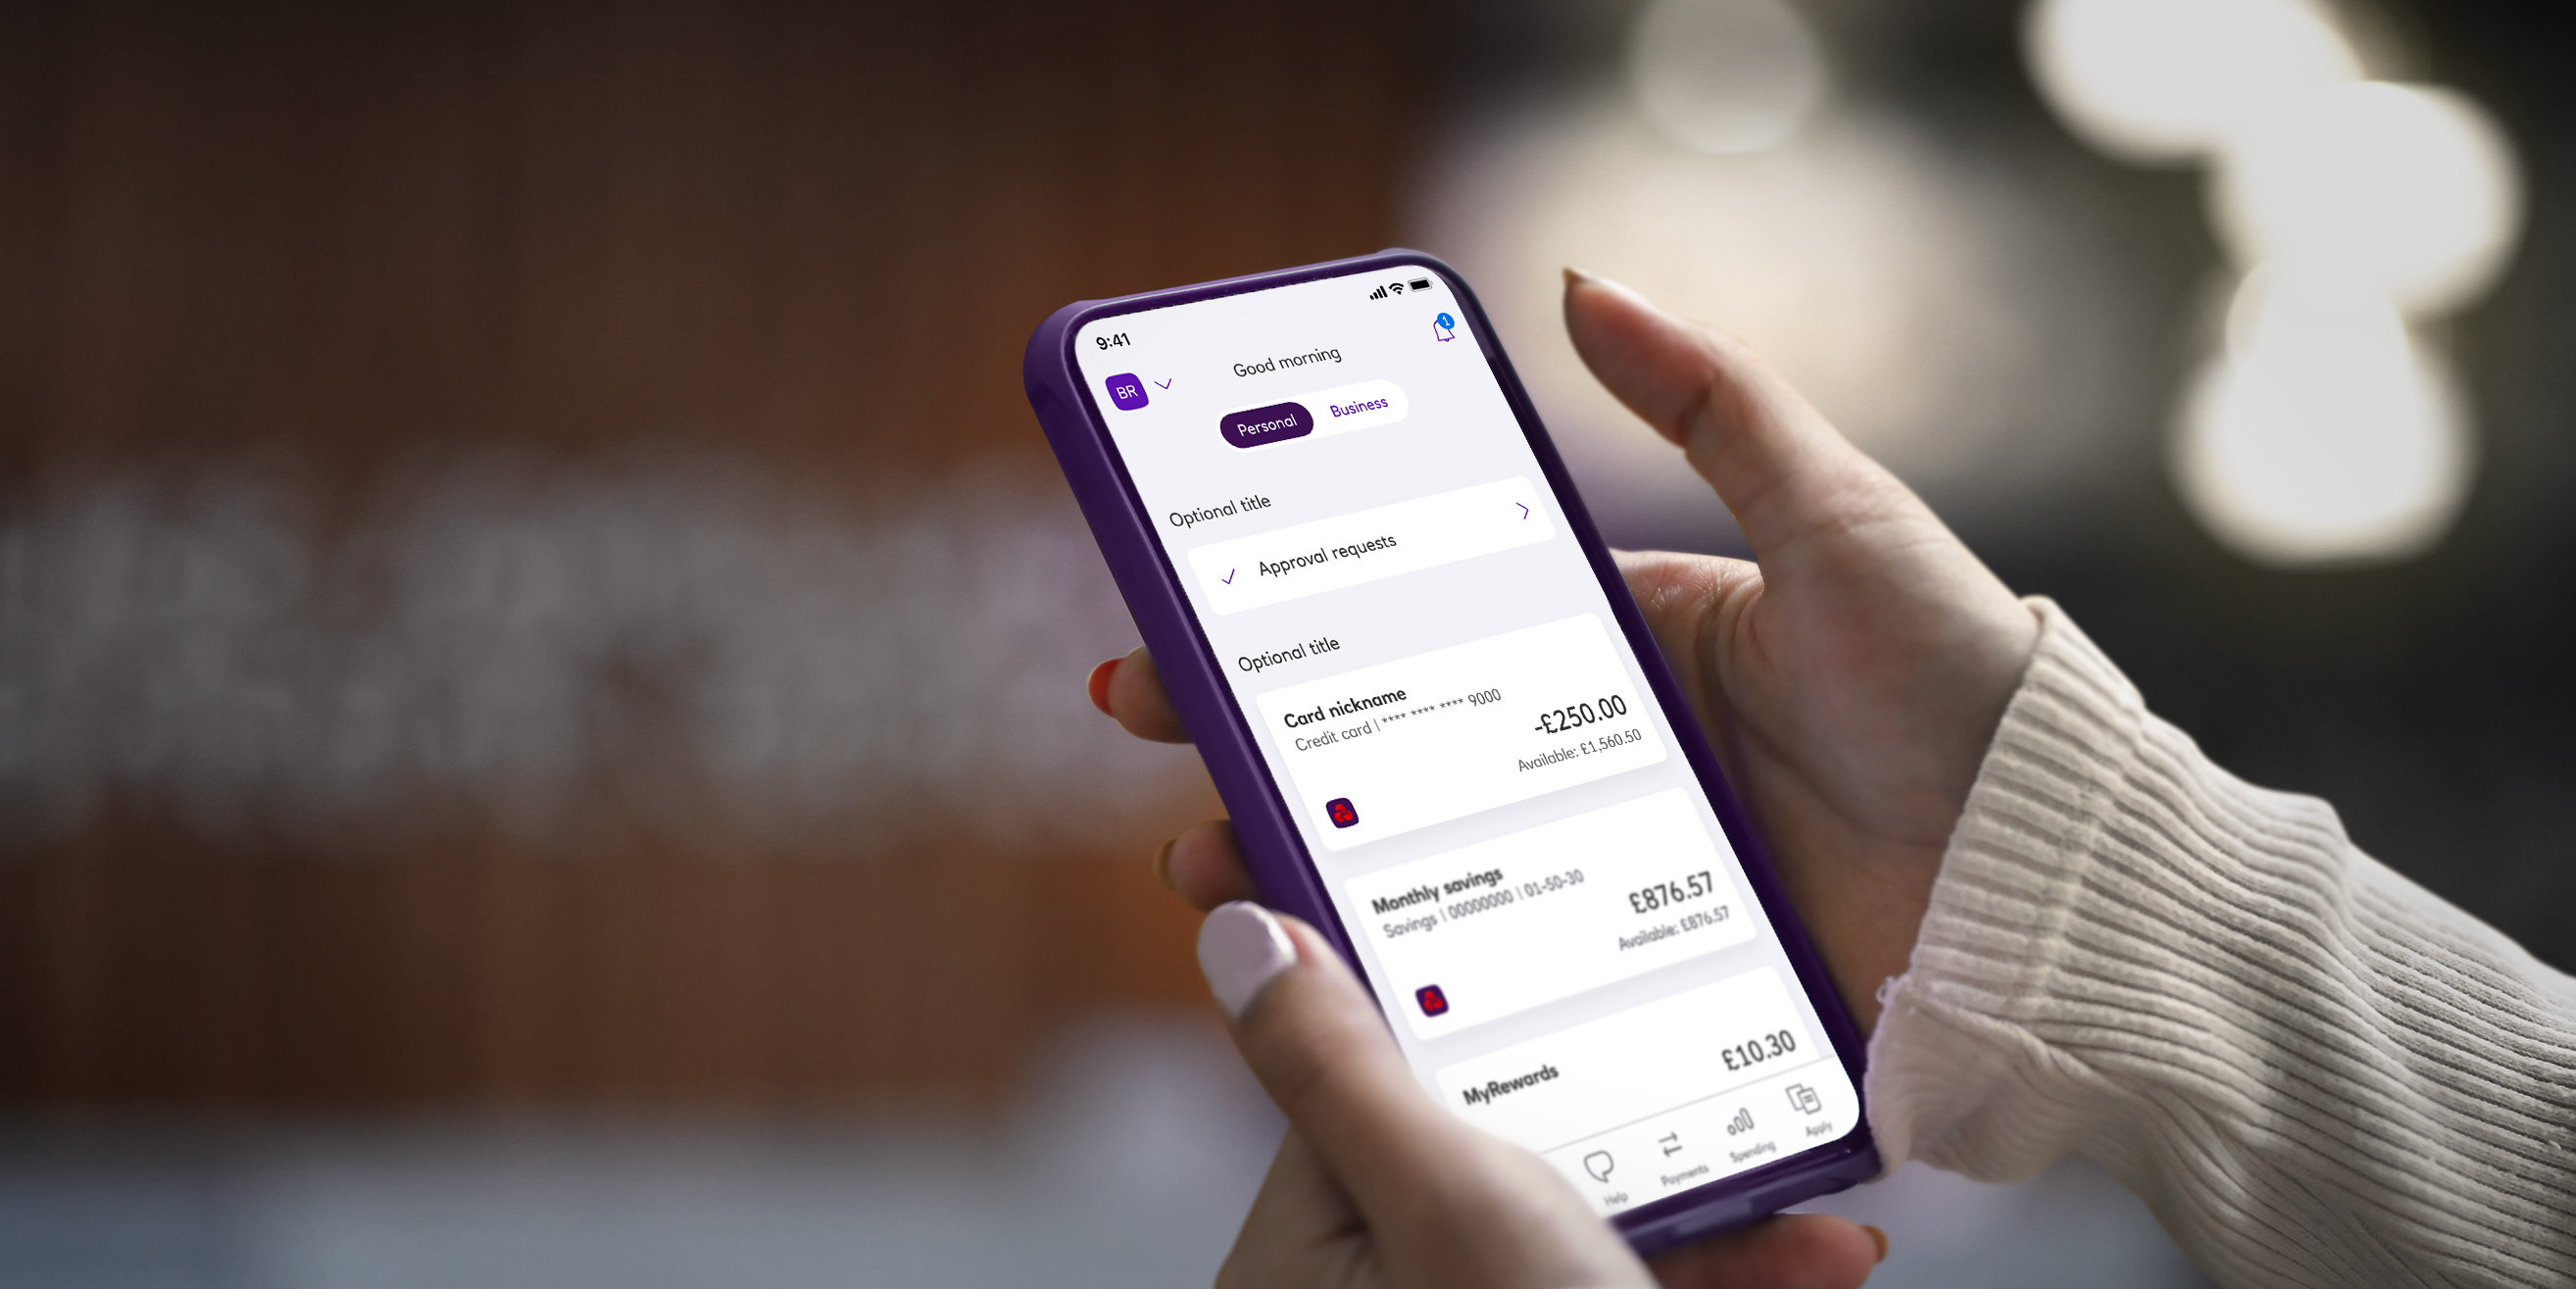 9:41
1
BR
Good morning
Personal Business
Optional title
Approval requests
Optional title
Card nickname
Credit card | **** **** **** 9000
-£250.00
Available: £1,560.50
Monthly savings
Savings | 00000000 | 01-50-30
£876.57
Available: £876.57
MyRewards
£10.30
Help Payments Spending Apply